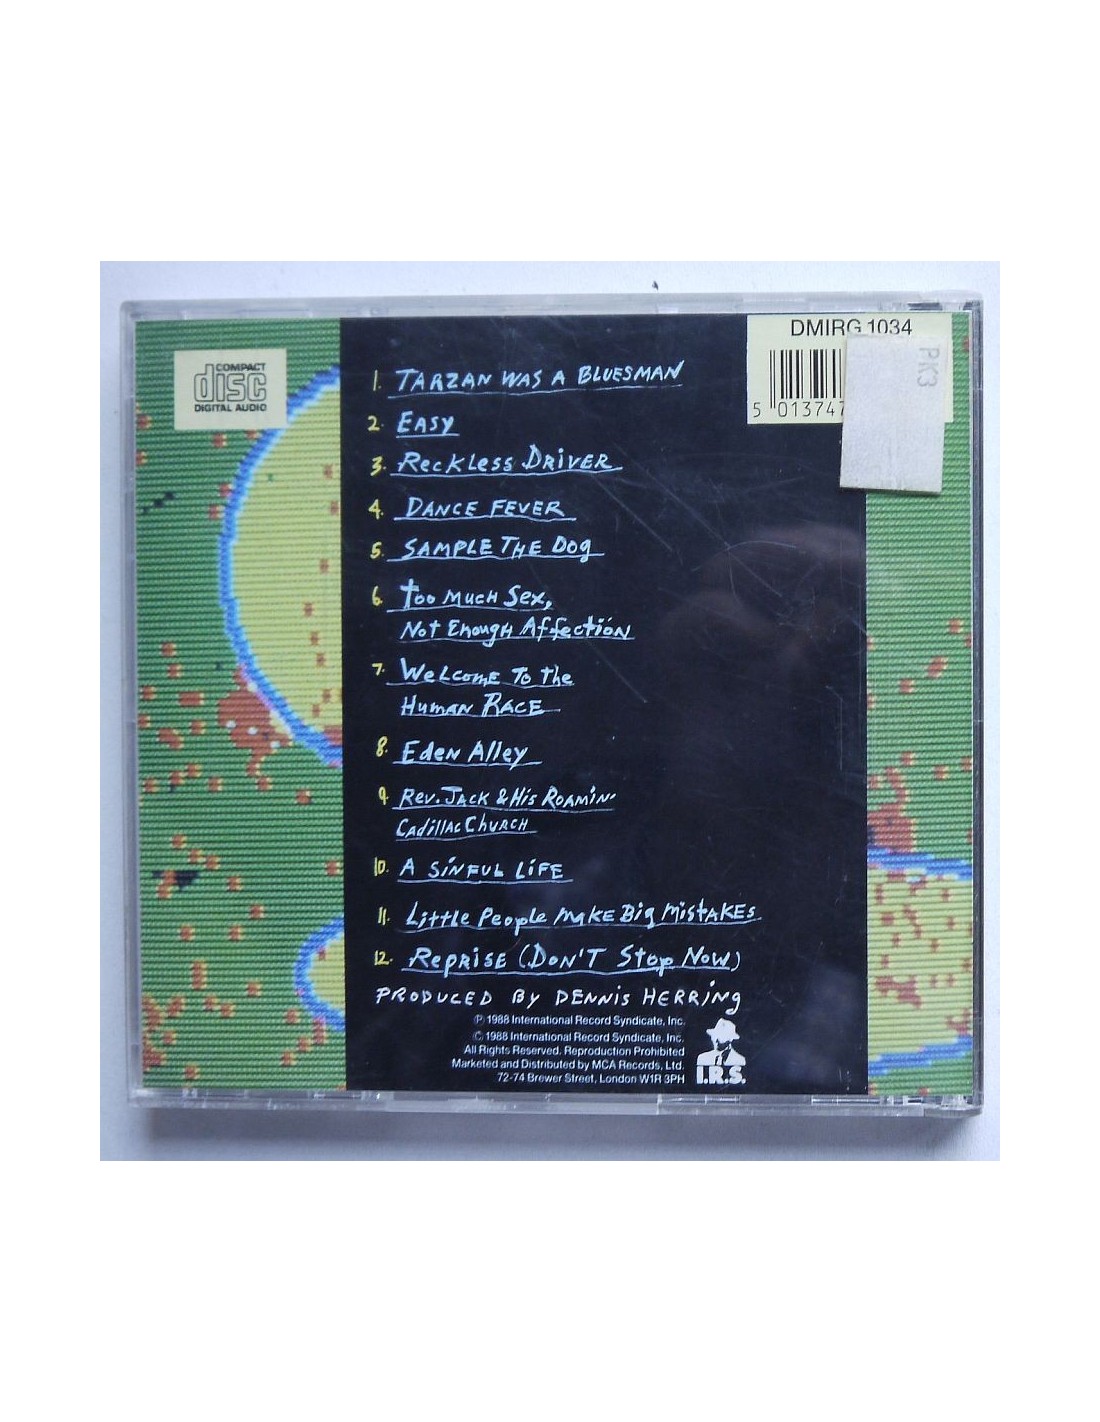 COMPACT
disc
DIGITAL AUDIO
DMIRG 1034
PK3
5 013747
1. TARZAN WAS A BLUESMAN
2. EASY
3. RECKLESS DRIVER
4. DANCE FEVER
5. SAMPLE THE DOG
6. Too MUCH SEX,
NOT ENOUGH AFFECTION
7. WELCOME TO THE
HUMAN RACE
8. Eden Alley
9. REV. JACK & HIS ROAMIN'
CADILLAC CHURCH
10. A SINFUL LIFE
11. Little People MAKE Big MISTAKES
12. REPRISE (DON'T STOP NOW)
PRODUCED BY DENNIS HERRING
℗ 1988 International Record Syndicate, Inc.
© 1988 International Record Syndicate, Inc.
All Rights Reserved. Reproduction Prohibited
Marketed and Distributed by MCA Records, Ltd.
72-74 Brewer Street, London W1R 3PH
I.R.S.